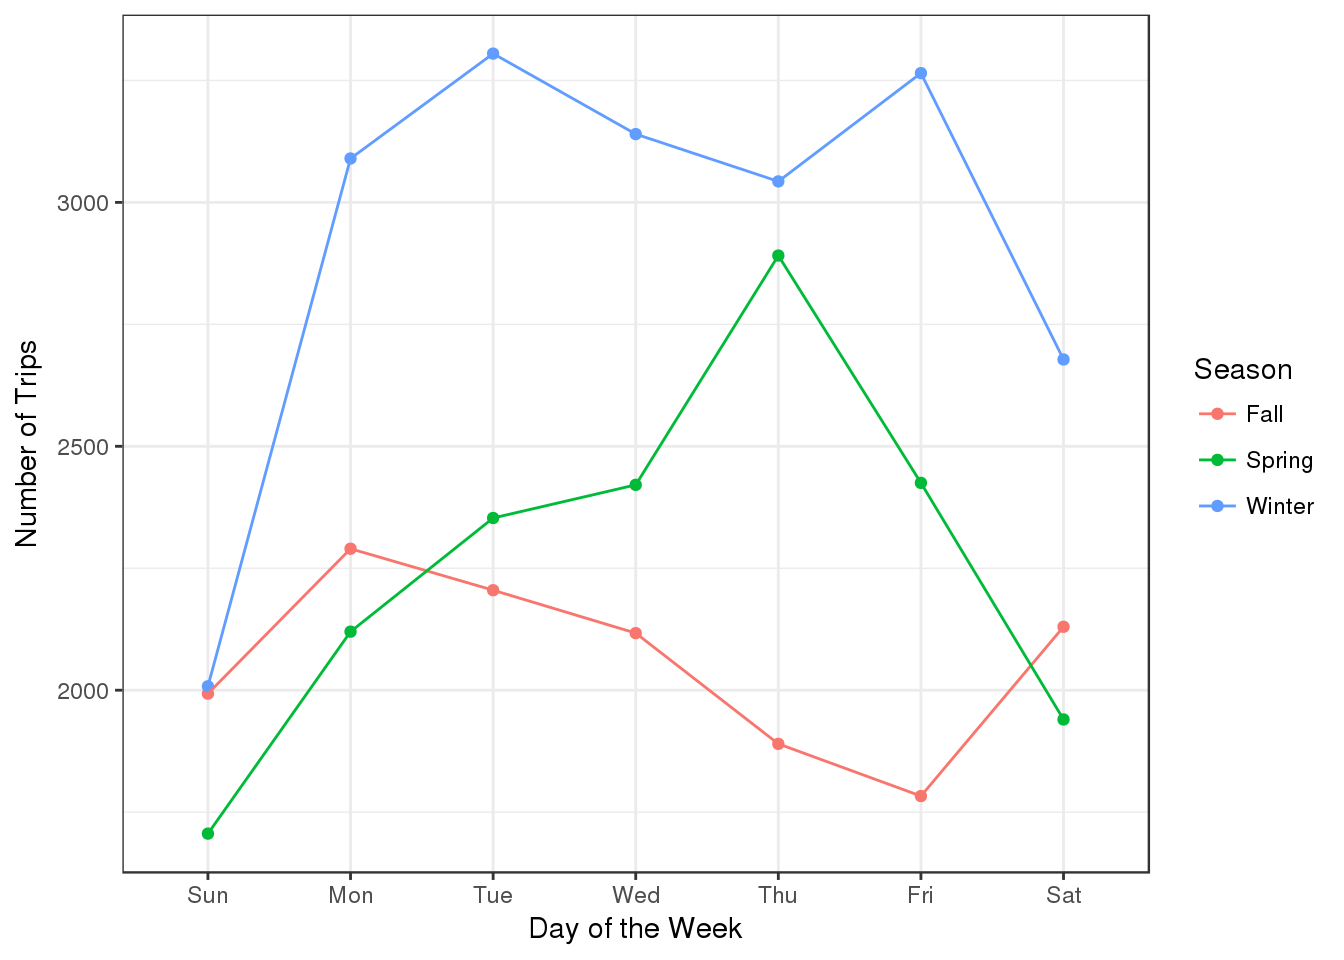 Number of Trips
3000
2500
2000
Sun Mon Tue Wed Thu Fri Sat
Day of the Week
Season
Fall
Spring
Winter